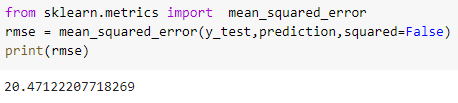 from sklearn.metrics import  mean_squared_error
rmse = mean_squared_error(y_test,prediction,squared=False)
print(rmse)
20.47122207718269